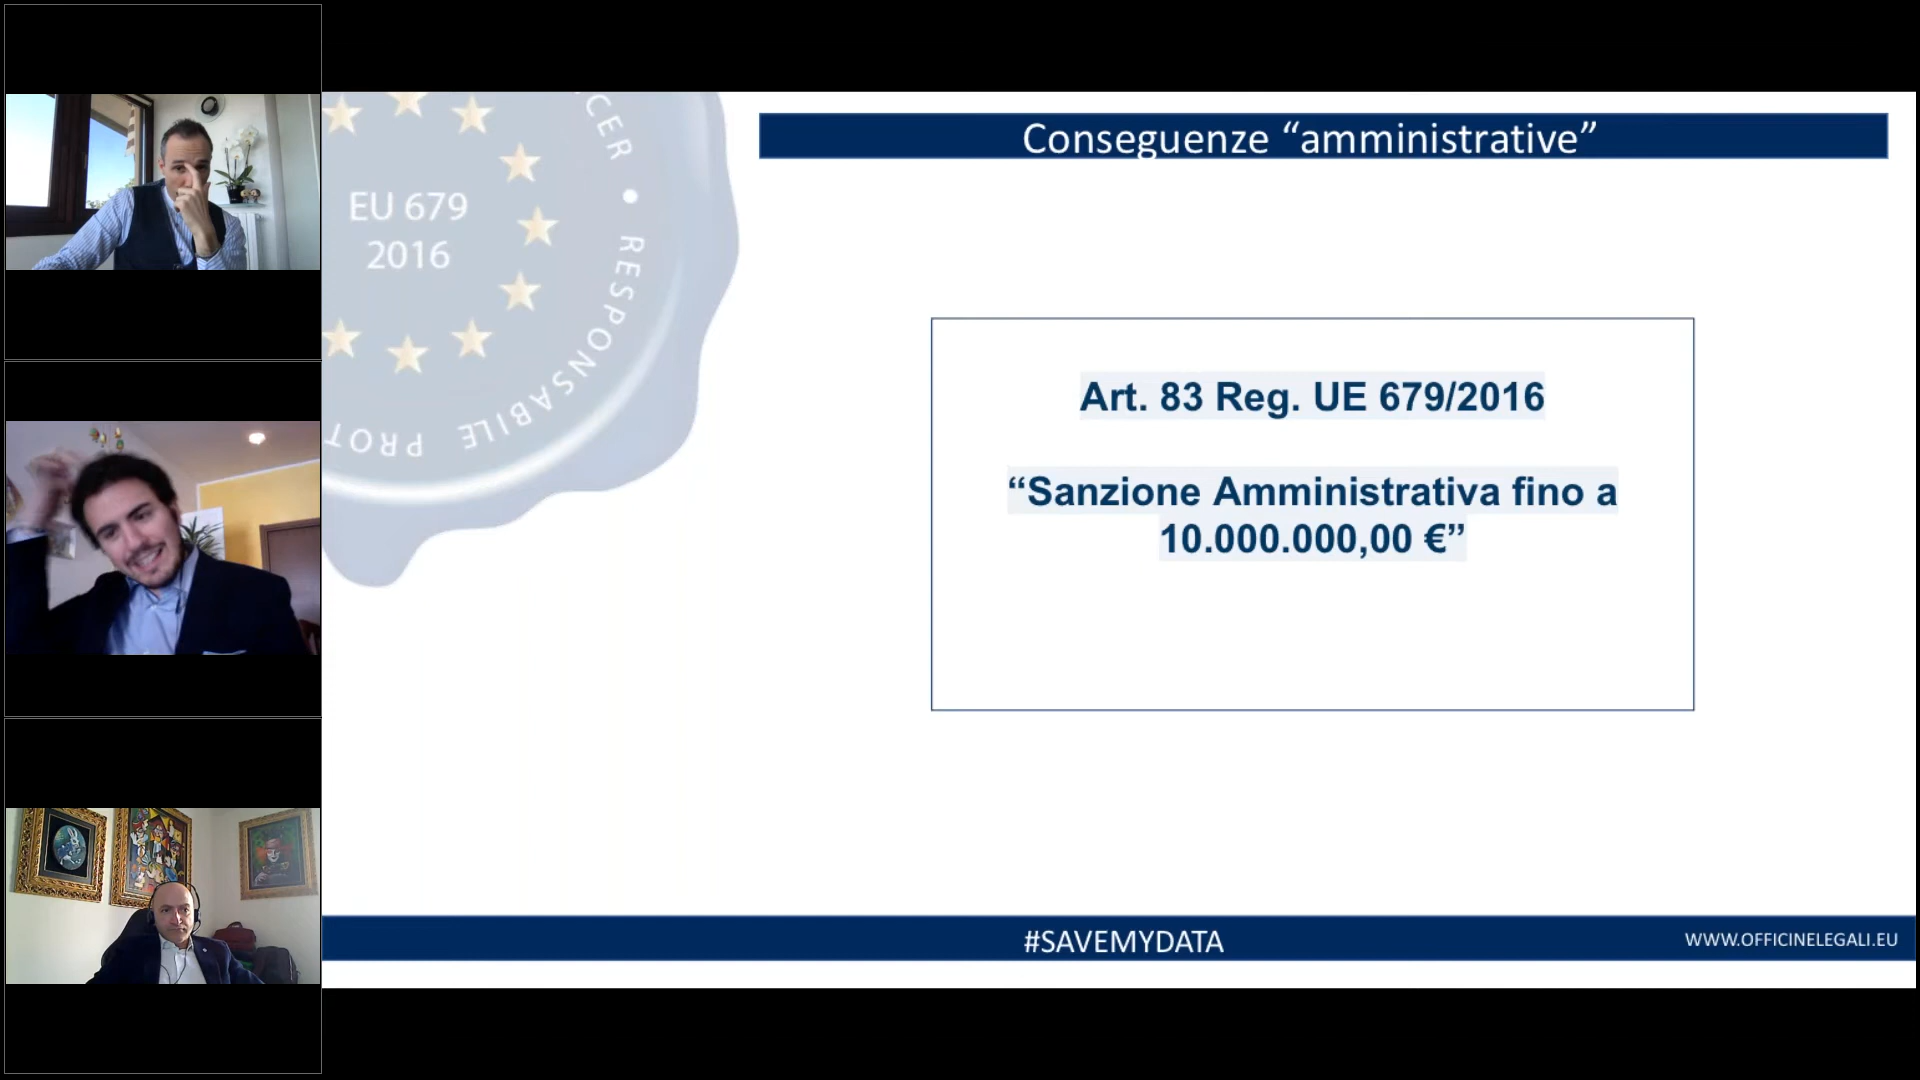 Conseguenze “amministrative”
EU 679
2016
RESPONSABILE
Art. 83 Reg. UE 679/2016
“Sanzione Amministrativa fino a
10.000.000,00 €”
#SAVEMYDATA
WWW.OFFICINELEGALI.EU